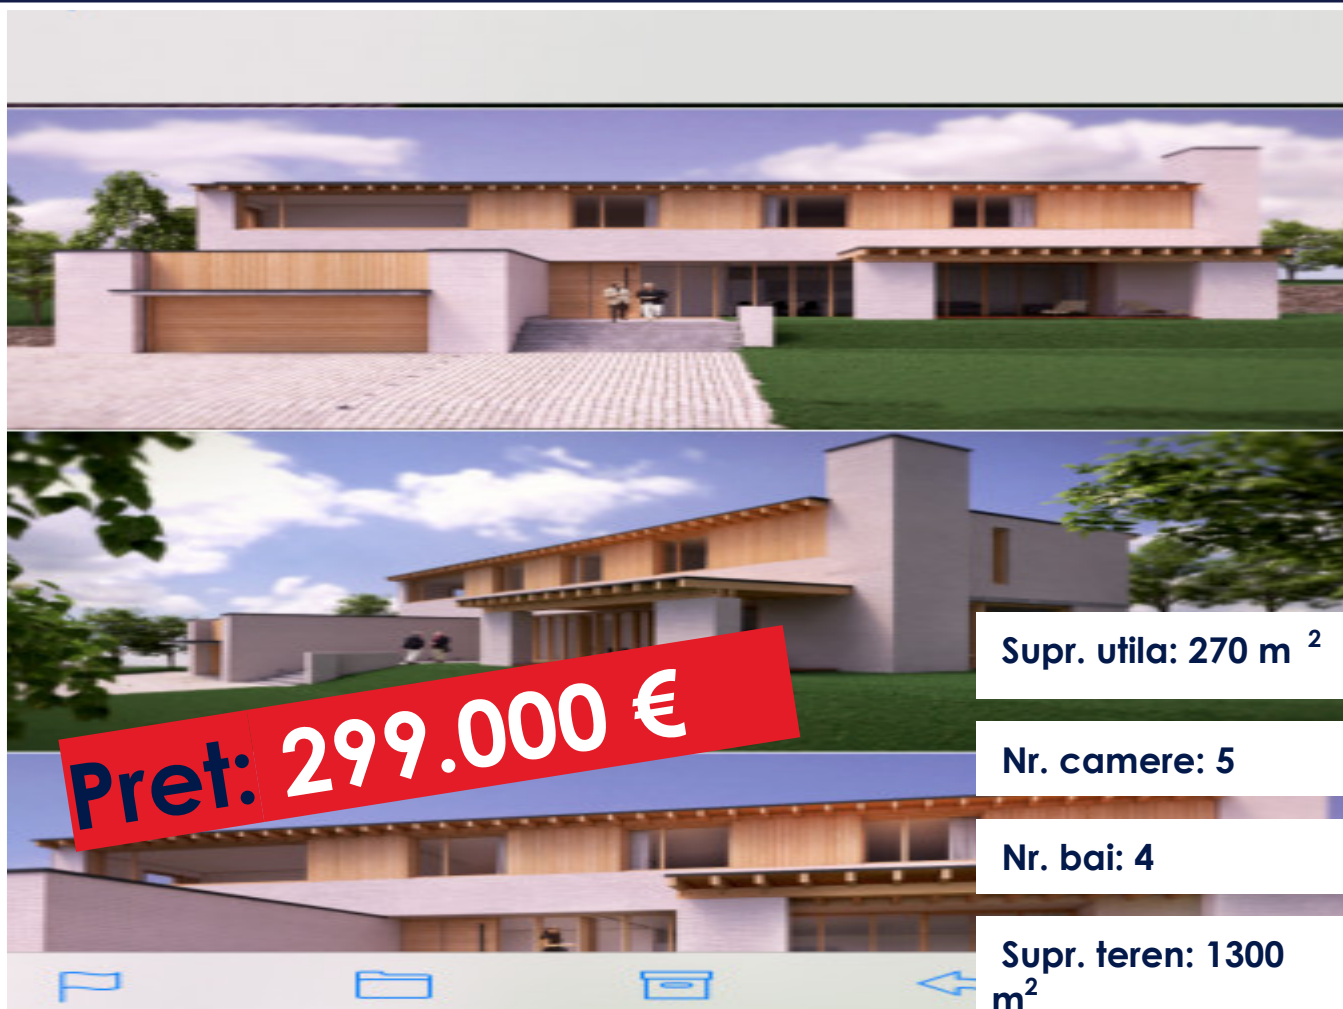 Pret: 299.000 €
Supr. utila: 270 m ²
Nr. camere: 5
Nr. bai: 4
Supr. teren: 1300
m²